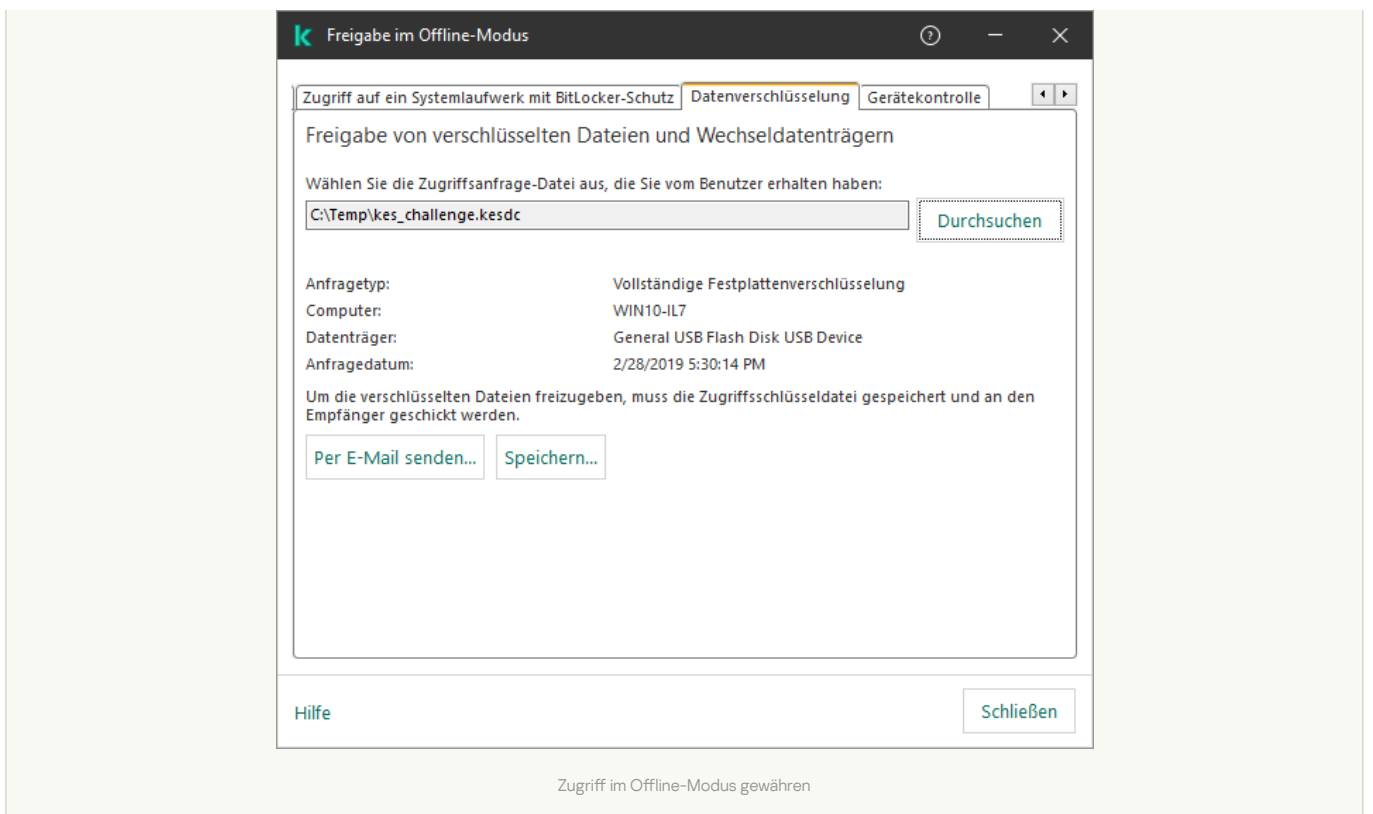 Freigabe im Offline-Modus
Zugriff auf ein Systemlaufwerk mit BitLocker-Schutz Datenverschlüsselung Gerätekontrolle
Freigabe von verschlüsselten Dateien und Wechseldatenträgern
Wählen Sie die Zugriffsanfrage-Datei aus, die Sie vom Benutzer erhalten haben:
C:\Temp\kes_challenge.kesdc Durchsuchen
Anfragetyp: Vollständige Festplattenverschlüsselung
Computer: WIN10-IL7
Datenträger: General USB Flash Disk USB Device
Anfragedatum: 2/28/2019 5:30:14 PM
Um die verschlüsselten Dateien freizugeben, muss die Zugriffsschlüsseldatei gespeichert und an den
Empfänger geschickt werden.
Per E-Mail senden... Speichern...
Hilfe Schließen
Zugriff im Offline-Modus gewähren